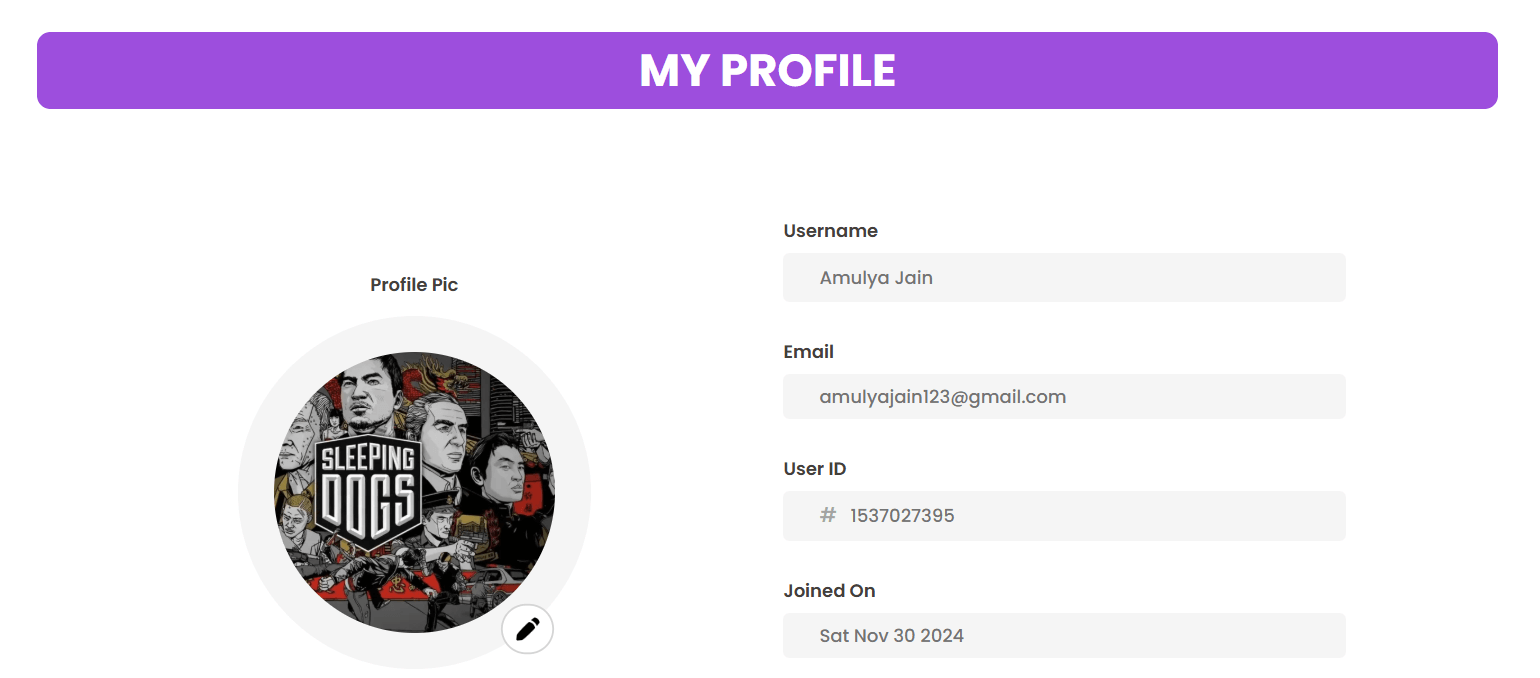 MY PROFILE
Profile Pic
SLEEPING
DOGS
Username
Amulya Jain
Email
amulyajain123@gmail.com
User ID
# 1537027395
Joined On
Sat Nov 30 2024